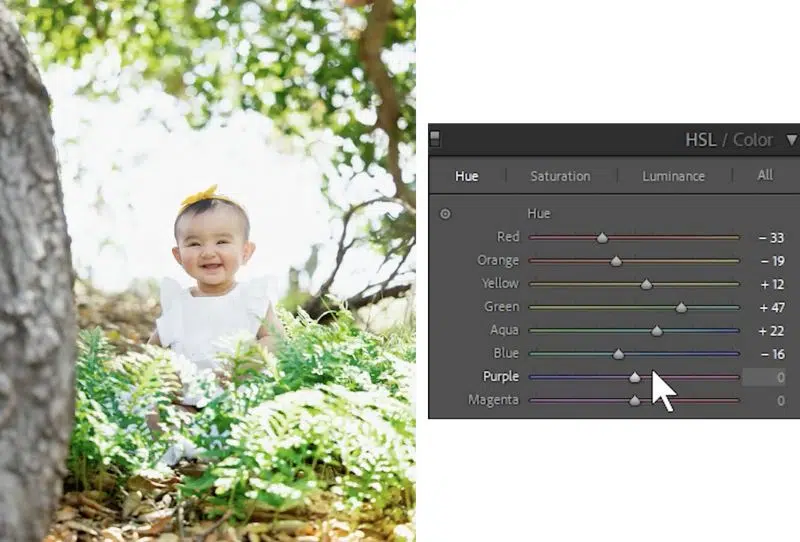 HSL / Color
Hue Saturation Luminance All
Hue
Red – 33
Orange – 19
Yellow + 12
Green + 47
Aqua + 22
Blue – 16
Purple 0
Magenta 0